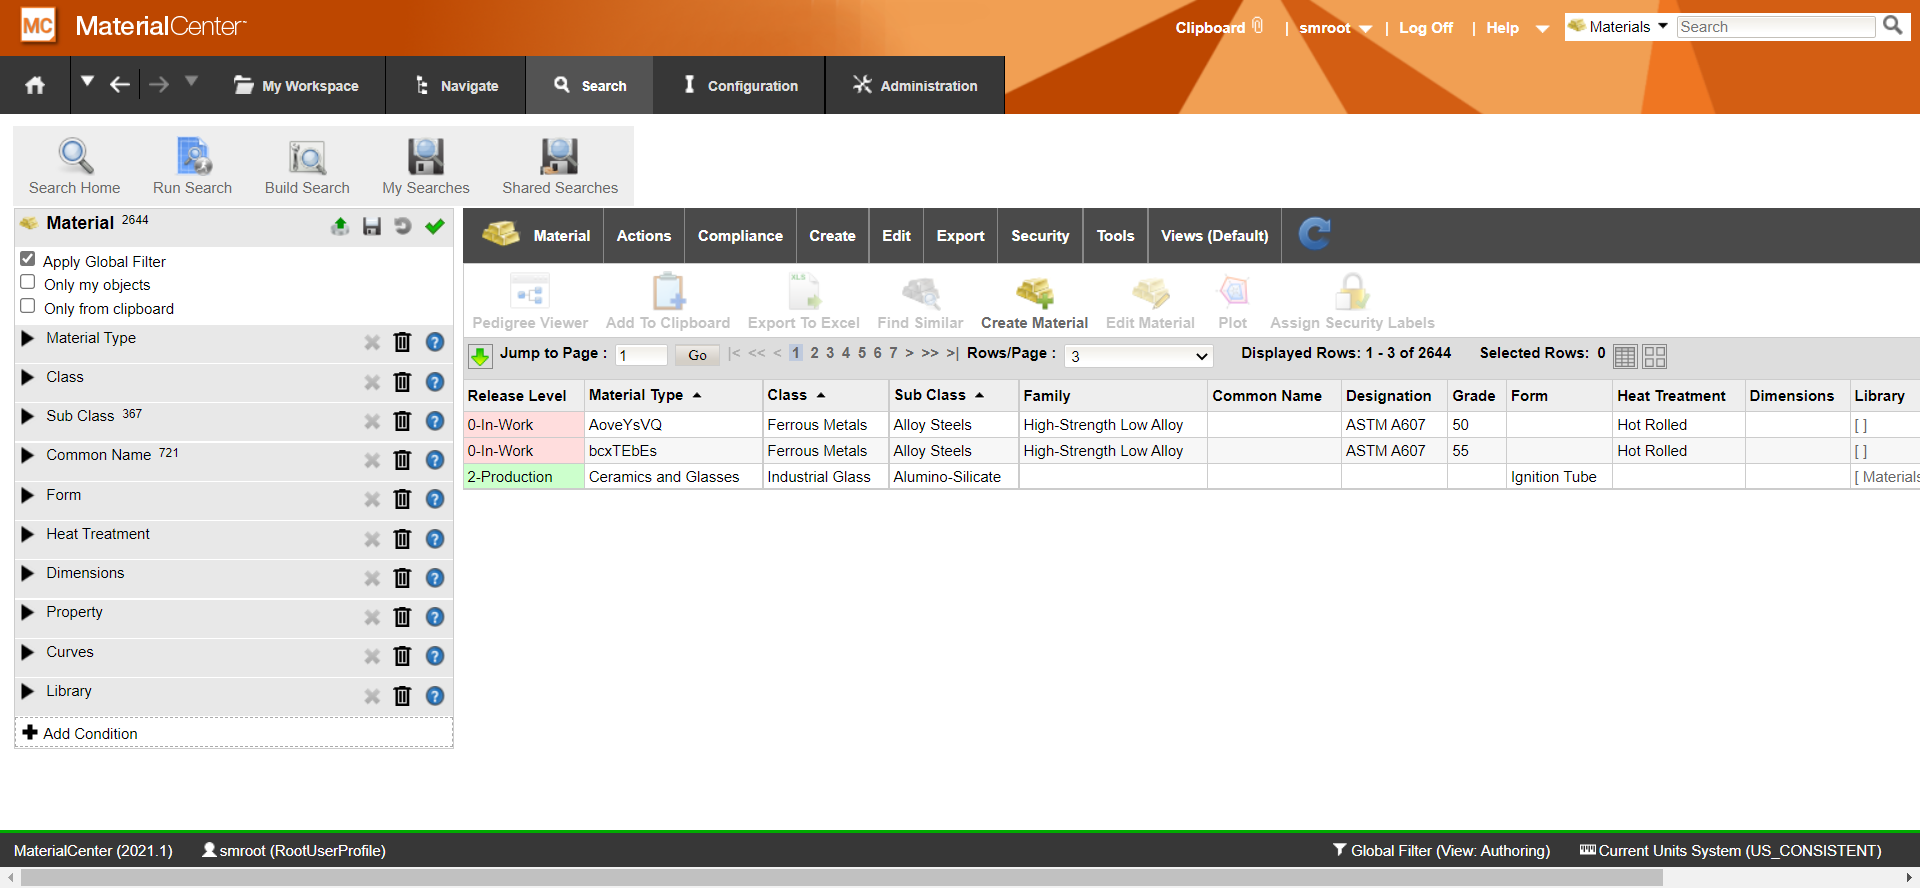 MC MaterialCenter
Clipboard | smroot | Log Off | Help Materials Search
My Workspace Navigate Search Configuration Administration
Search Home Run Search Build Search My Searches Shared Searches
Material 2644
Apply Global Filter
Only my objects
Only from clipboard
Material Type
Class
Sub Class 367
Common Name 721
Form
Heat Treatment
Dimensions
Property
Curves
Library
Add Condition
Material Actions Compliance Create Edit Export Security Tools Views (Default)
XLS
Pedigree Viewer Add To Clipboard Export To Excel Find Similar Create Material Edit Material Plot Assign Security Labels
Jump to Page : 1 Go |< << < 1 2 3 4 5 6 7 > >> >| Rows/Page : 3 Displayed Rows: 1 - 3 of 2644 Selected Rows: 0
Release Level Material Type Class Sub Class Family Common Name Designation Grade Form Heat Treatment Dimensions Library
0-In-Work AoveYsVQ Ferrous Metals Alloy Steels High-Strength Low Alloy ASTM A607 50 Hot Rolled [ ]
0-In-Work bcxTEbEs Ferrous Metals Alloy Steels High-Strength Low Alloy ASTM A607 55 Hot Rolled [ ]
2-Production Ceramics and Glasses Industrial Glass Alumino-Silicate Ignition Tube [ Materials
MaterialCenter (2021.1) smroot (RootUserProfile) Global Filter (View: Authoring) Current Units System (US_CONSISTENT)